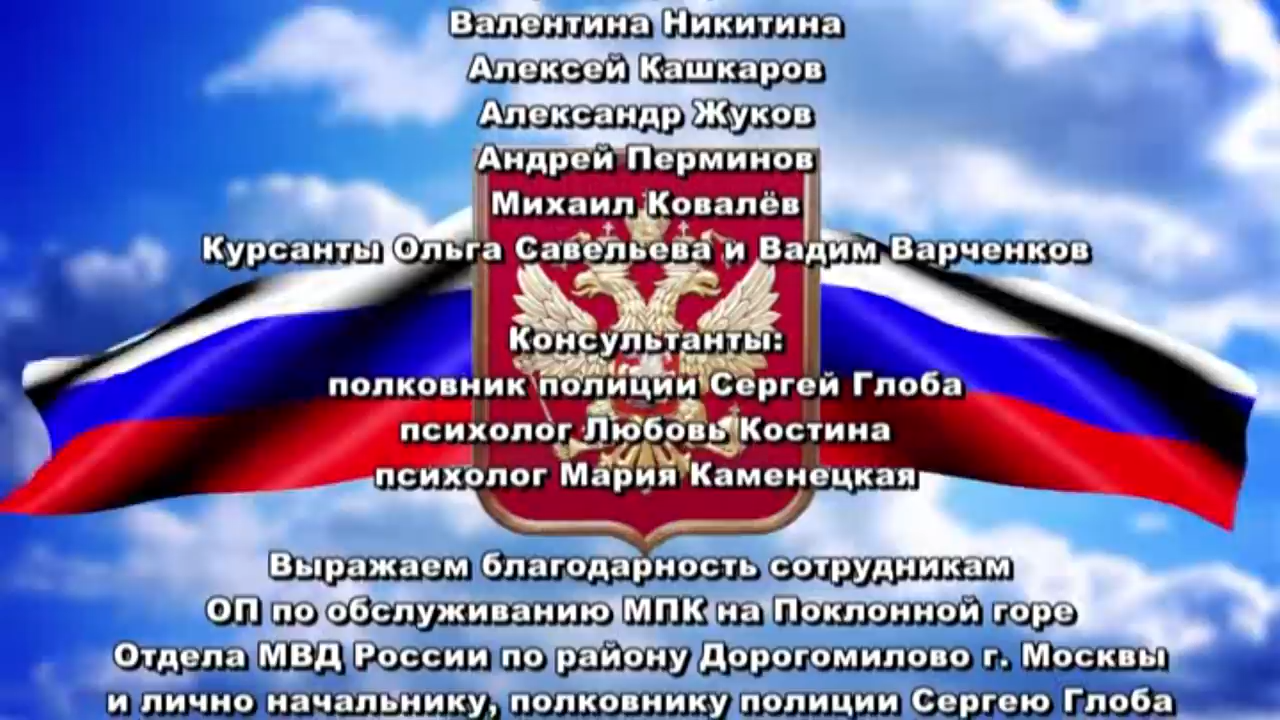 Валентина Никитина
Алексей Кашкаров
Александр Жуков
Андрей Перминов
Михаил Ковалёв
Курсанты Ольга Савельева и Вадим Варченков
Консультанты:
полковник полиции Сергей Глоба
психолог Любовь Костина
психолог Мария Каменецкая
Выражаем благодарность сотрудникам
ОП по обслуживанию МПК на Поклонной горе
Отдела МВД России по району Дорогомилово г. Москвы
и лично начальнику, полковнику полиции Сергею Глоба